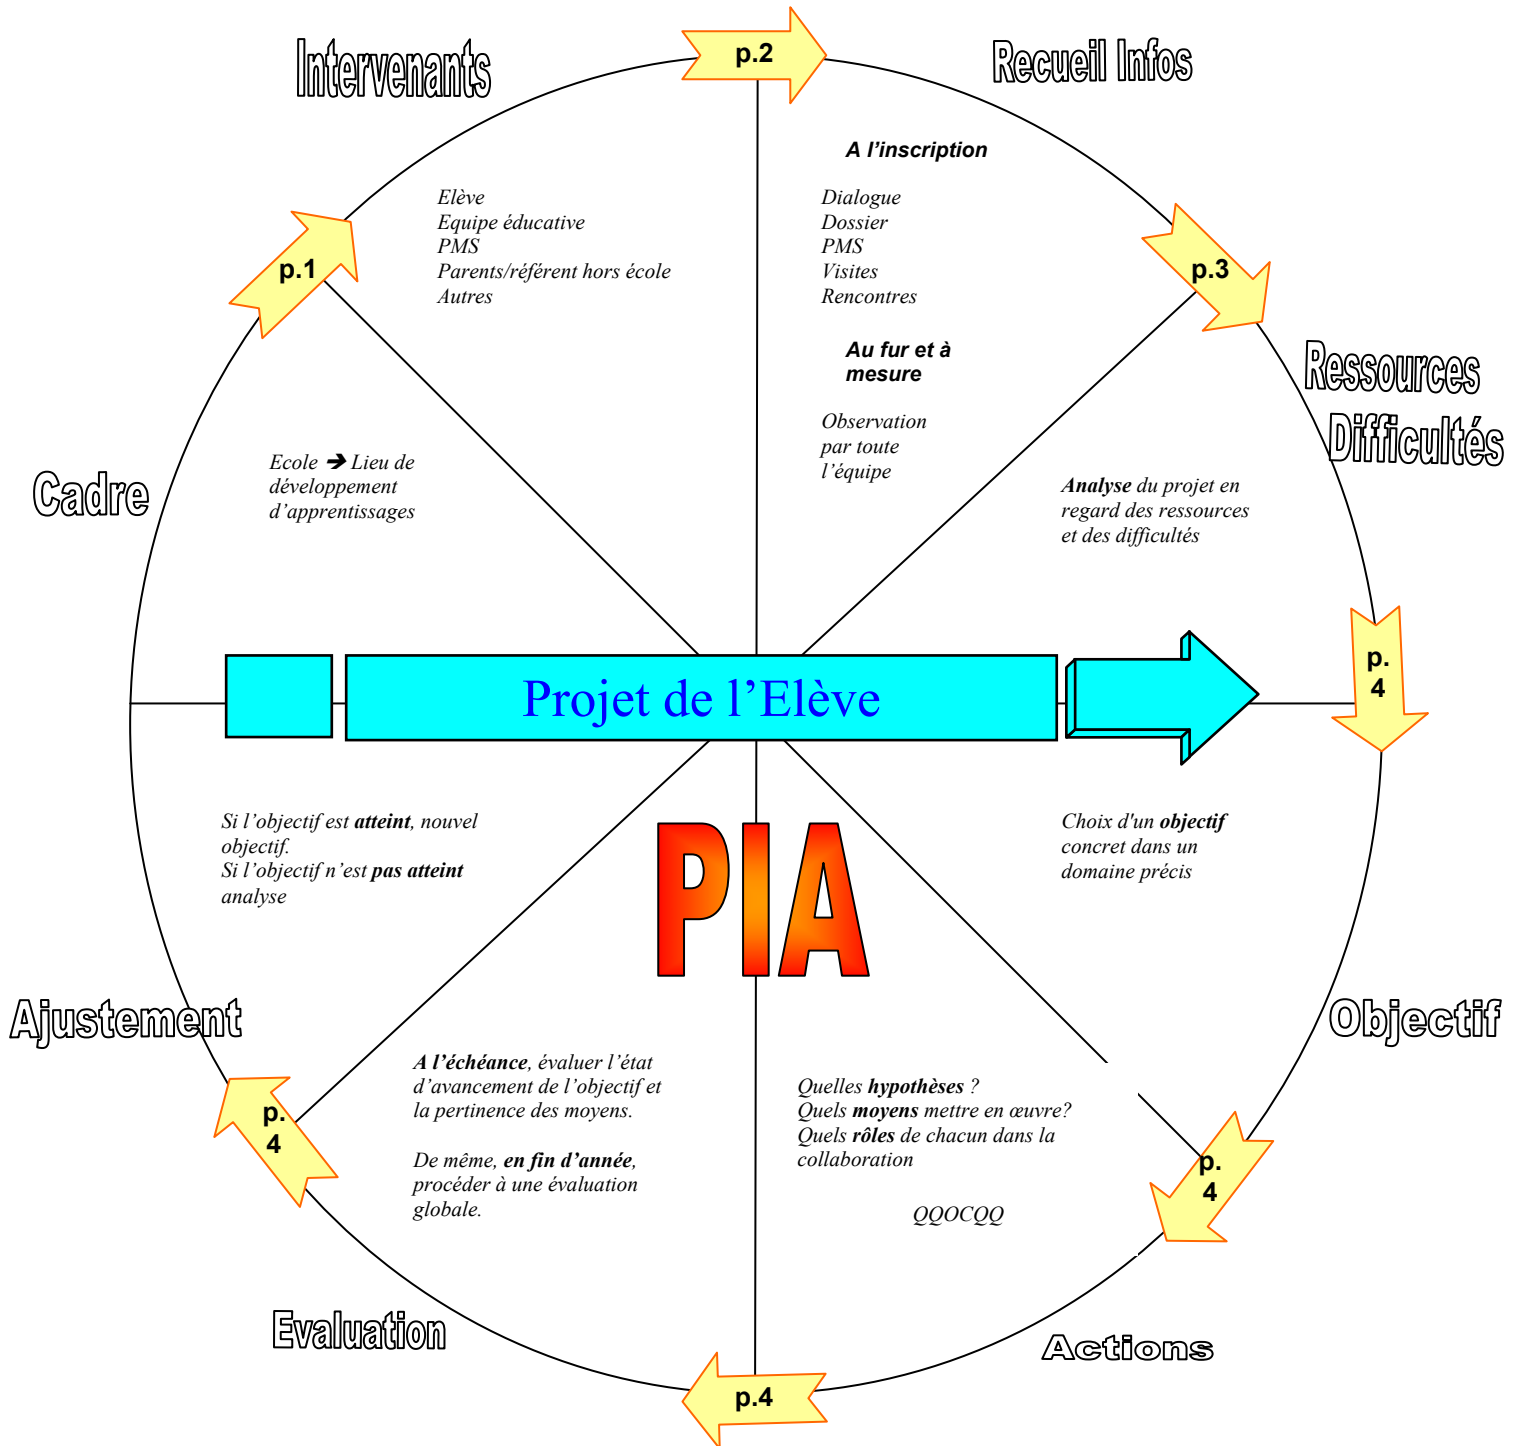 Intervenants
p.2
Recueil Infos
A l’inscription
Dialogue
Dossier
PMS
Visites
Rencontres
Au fur et à
mesure
Observation
par toute
l’équipe
Elève
Equipe éducative
PMS
Parents/référent hors école
Autres
p.1
p.3
Ressources
Difficultés
Cadre
Ecole ➔ Lieu de
développement
d’apprentissages
Analyse du projet en
regard des ressources
et des difficultés
p.
4
Projet de l’Elève
PIA
Si l’objectif est atteint, nouvel
objectif.
Si l’objectif n’est pas atteint
analyse
Choix d'un objectif
concret dans un
domaine précis
Ajustement
Objectif
A l’échéance, évaluer l’état
d’avancement de l’objectif et
la pertinence des moyens.
De même, en fin d’année,
procéder à une évaluation
globale.
Quelles hypothèses ?
Quels moyens mettre en œuvre?
Quels rôles de chacun dans la
collaboration
QQOCQQ
p.
4
p.
4
Evaluation
Actions
p.4